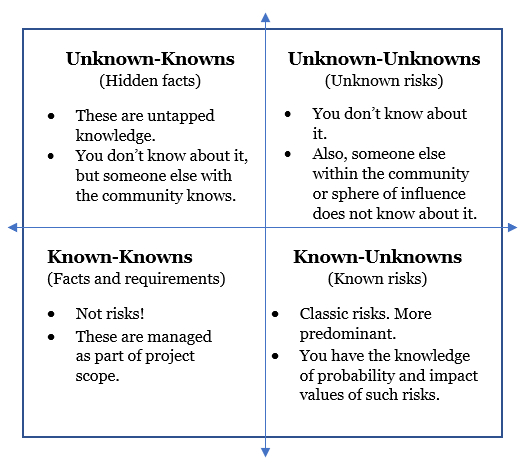 Unknown-Knowns
(Hidden facts)
• These are untapped
knowledge.
• You don’t know about it,
but someone else with
the community knows.
Unknown-Unknowns
(Unknown risks)
• You don’t know about
it.
• Also, someone else
within the community
or sphere of influence
does not know about it.
Known-Knowns
(Facts and requirements)
• Not risks!
• These are managed
as part of project
scope.
Known-Unknowns
(Known risks)
• Classic risks. More
predominant.
• You have the knowledge
of probability and impact
values of such risks.